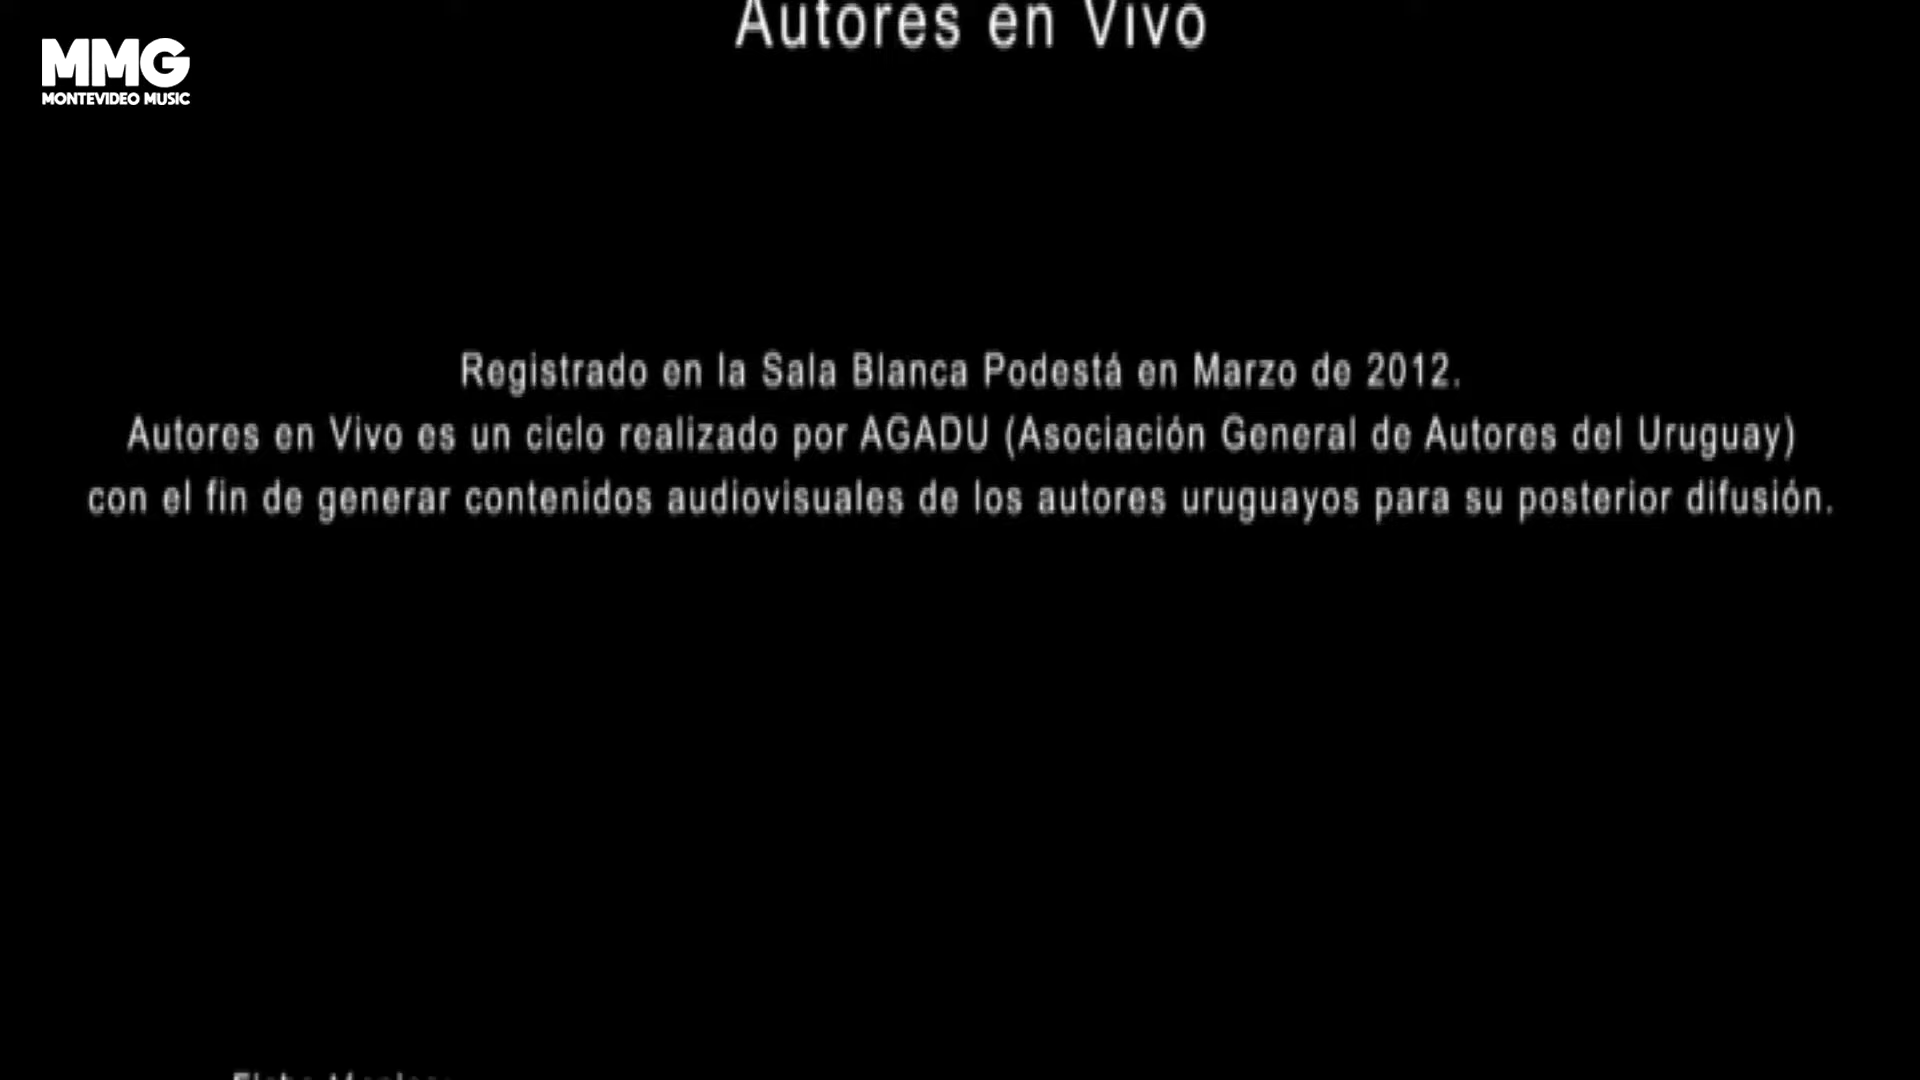 Autores en Vivo
MMG
MONTEVIDEO MUSIC
Registrado en la Sala Blanca Podestá en Marzo de 2012.
Autores en Vivo es un ciclo realizado por AGADU (Asociación General de Autores del Uruguay)
con el fin de generar contenidos audiovisuales de los autores uruguayos para su posterior difusión.